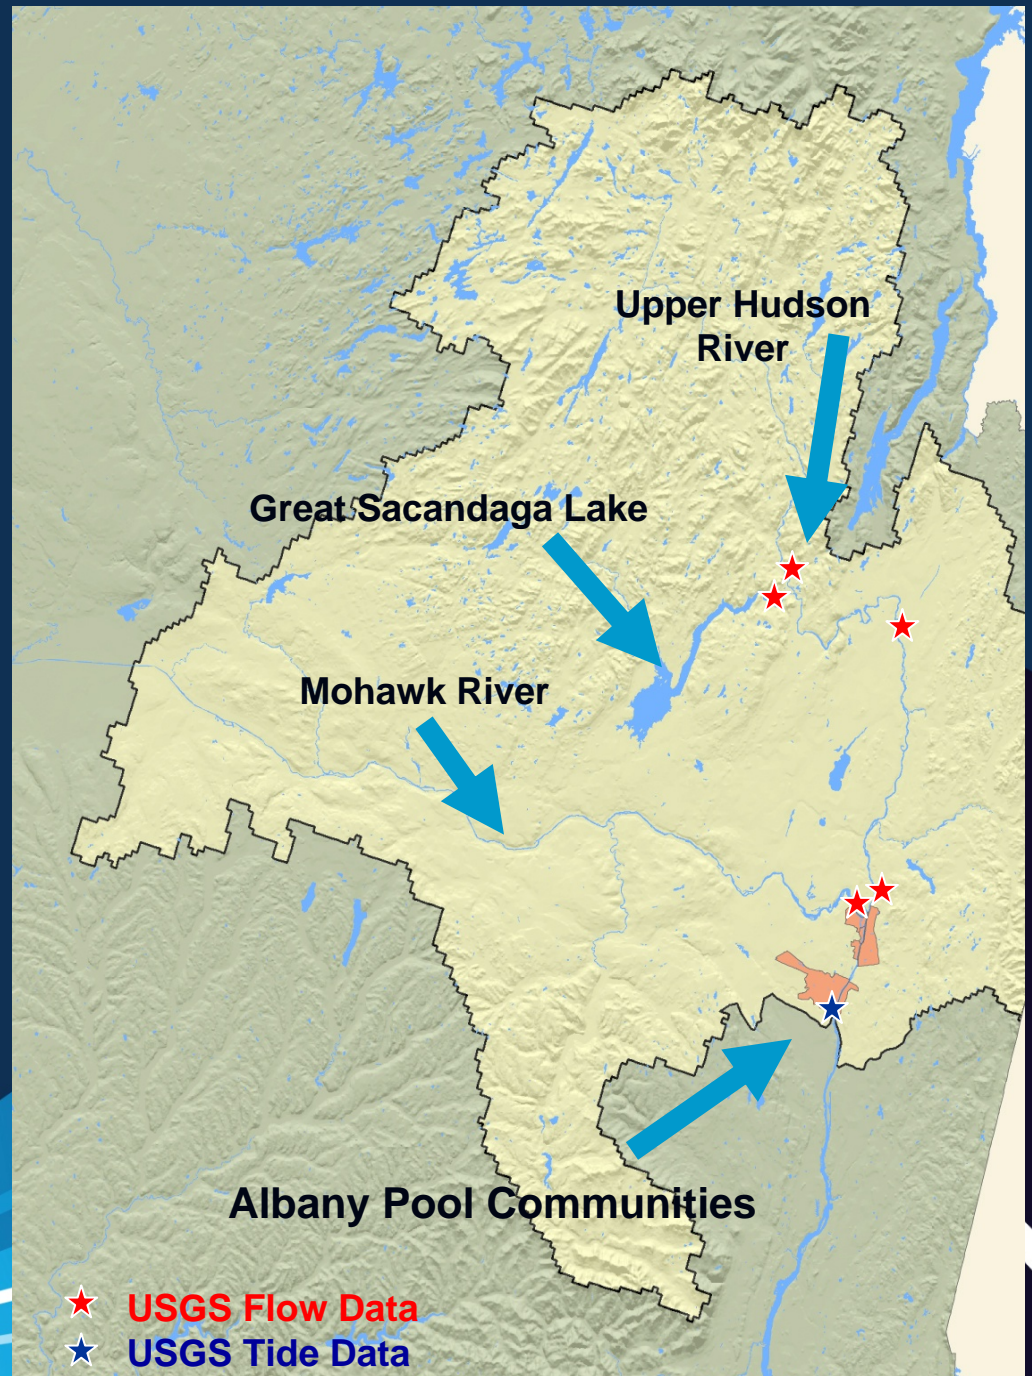 Upper Hudson
River
Great Sacandaga Lake
Mohawk River
Albany Pool Communities
USGS Flow Data
USGS Tide Data